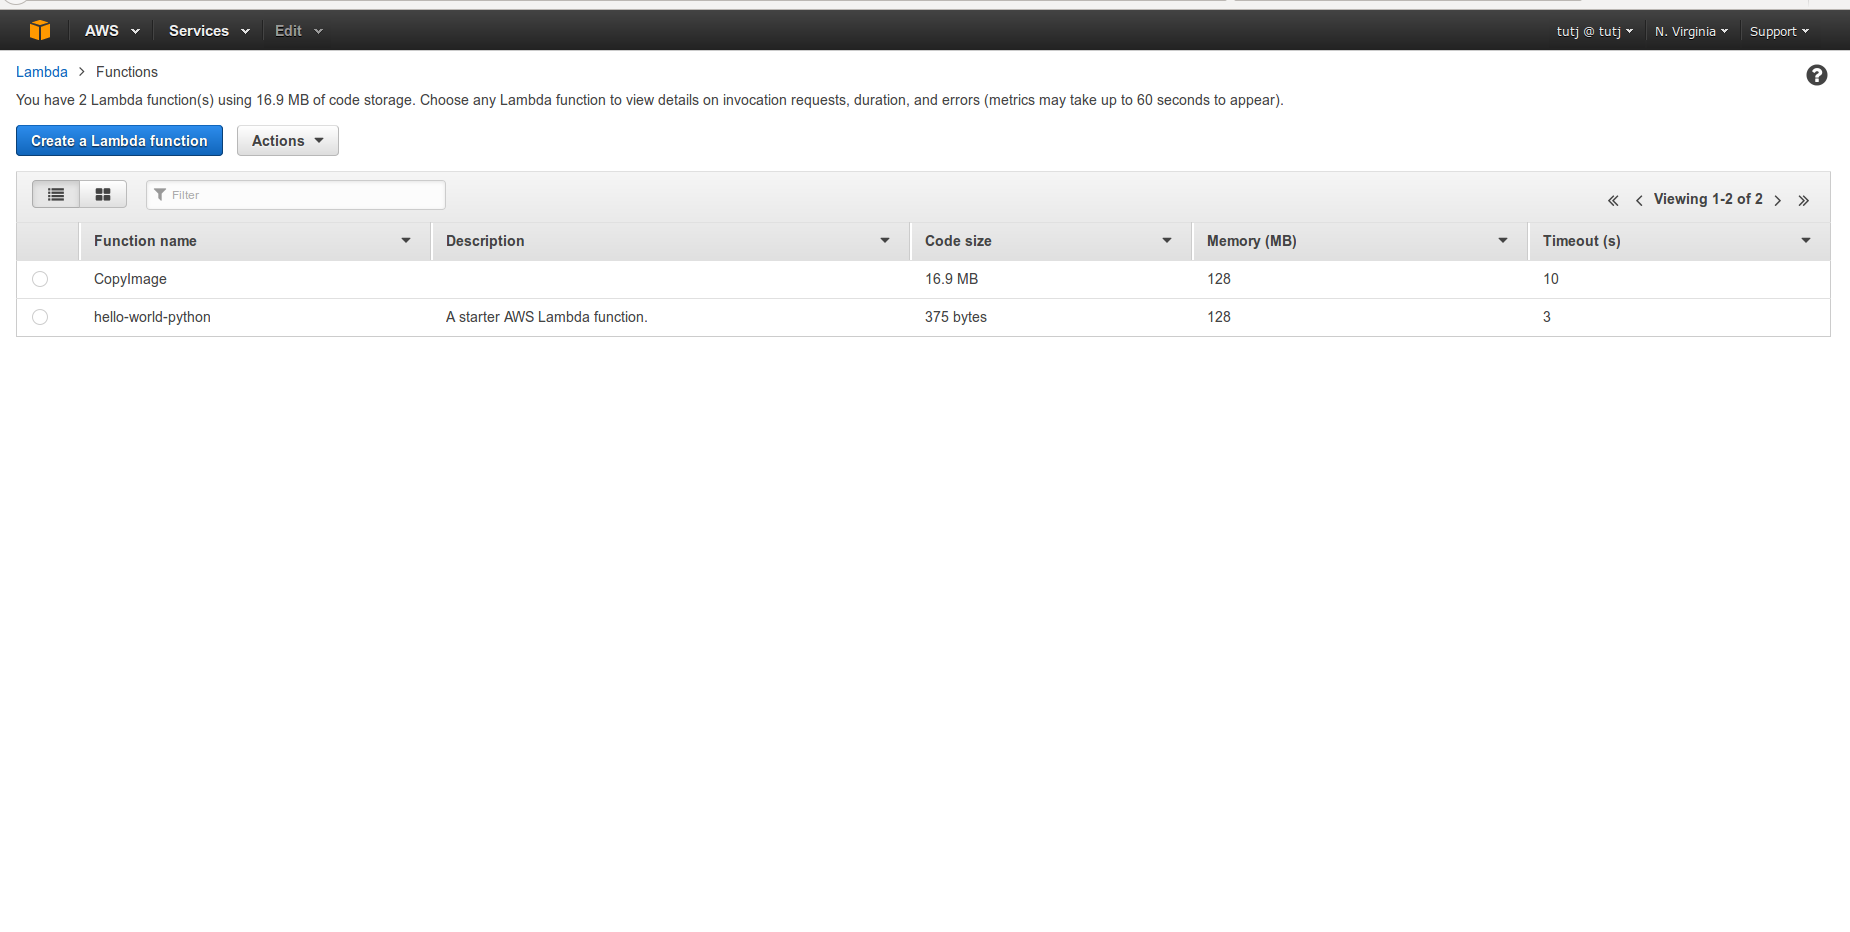 AWS Services Edit tutj @ tutj N. Virginia Support
Lambda > Functions
You have 2 Lambda function(s) using 16.9 MB of code storage. Choose any Lambda function to view details on invocation requests, duration, and errors (metrics may take up to 60 seconds to appear).
Create a Lambda function Actions
Filter « < Viewing 1-2 of 2 > »
Function name Description Code size Memory (MB) Timeout (s)
CopyImage 16.9 MB 128 10
hello-world-python A starter AWS Lambda function. 375 bytes 128 3